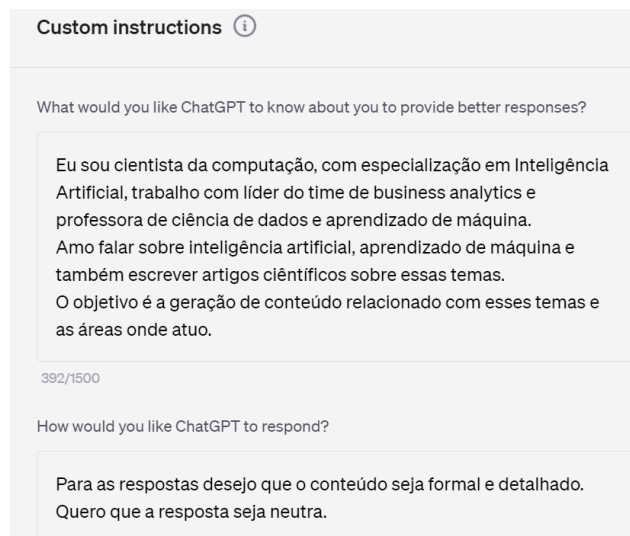 Custom instructions
What would you like ChatGPT to know about you to provide better responses?
Eu sou cientista da computação, com especialização em Inteligência
Artificial, trabalho com líder do time de business analytics e
professora de ciência de dados e aprendizado de máquina.
Amo falar sobre inteligência artificial, aprendizado de máquina e
também escrever artigos ciêntíficos sobre essas temas.
O objetivo é a geração de conteúdo relacionado com esses temas e
as áreas onde atuo.
392/1500
How would you like ChatGPT to respond?
Para as respostas desejo que o conteúdo seja formal e detalhado.
Quero que a resposta seja neutra.